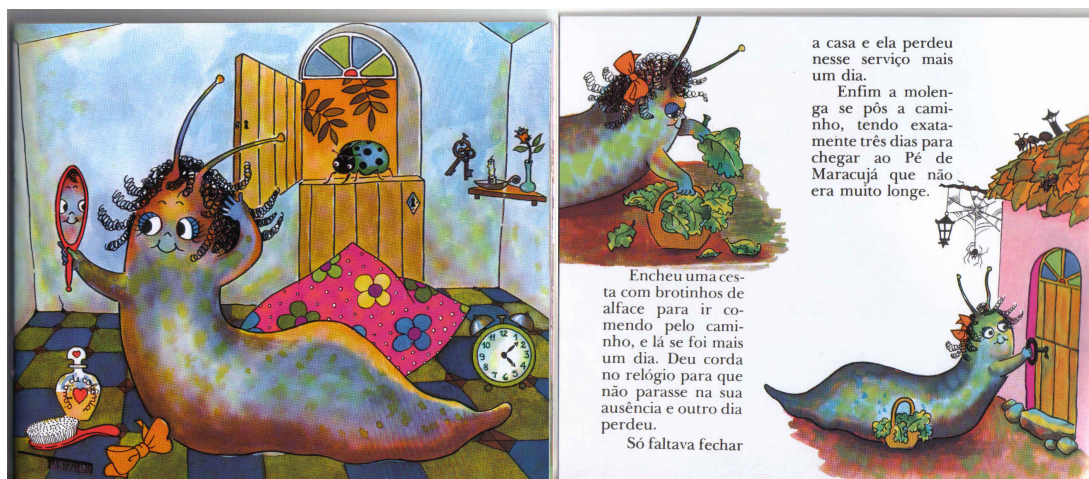 Encheu uma ces-
ta com brotinhos de
alface para ir co-
mendo pelo cami-
nho, e lá se foi mais
um dia. Deu corda
no relógio para que
não parasse na sua
ausência e outro dia
perdeu.
Só faltava fechar
a casa e ela perdeu
nesse serviço mais
um dia.
Enfim a molen-
ga se pôs a cami-
nho, tendo exata-
mente três dias para
chegar ao Pé de
Maracujá que não
era muito longe.